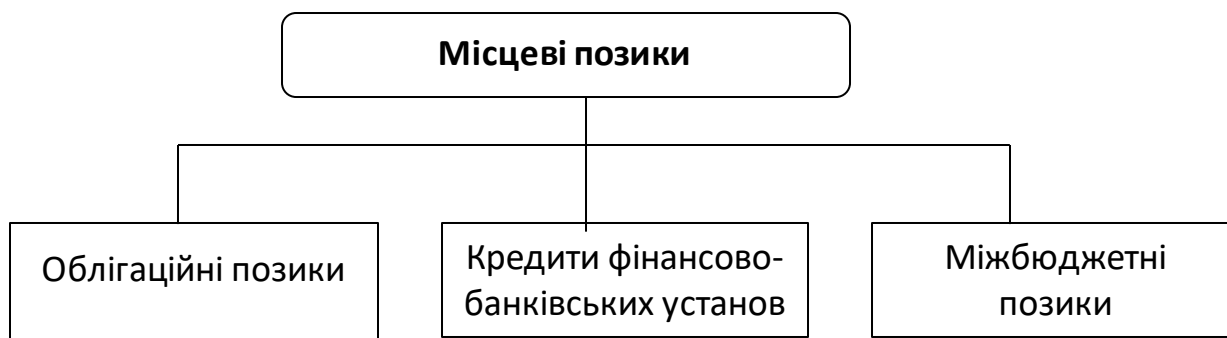 Місцеві позики
Облігаційні позики
Кредити фінансово-
банківських установ
Міжбюджетні
позики